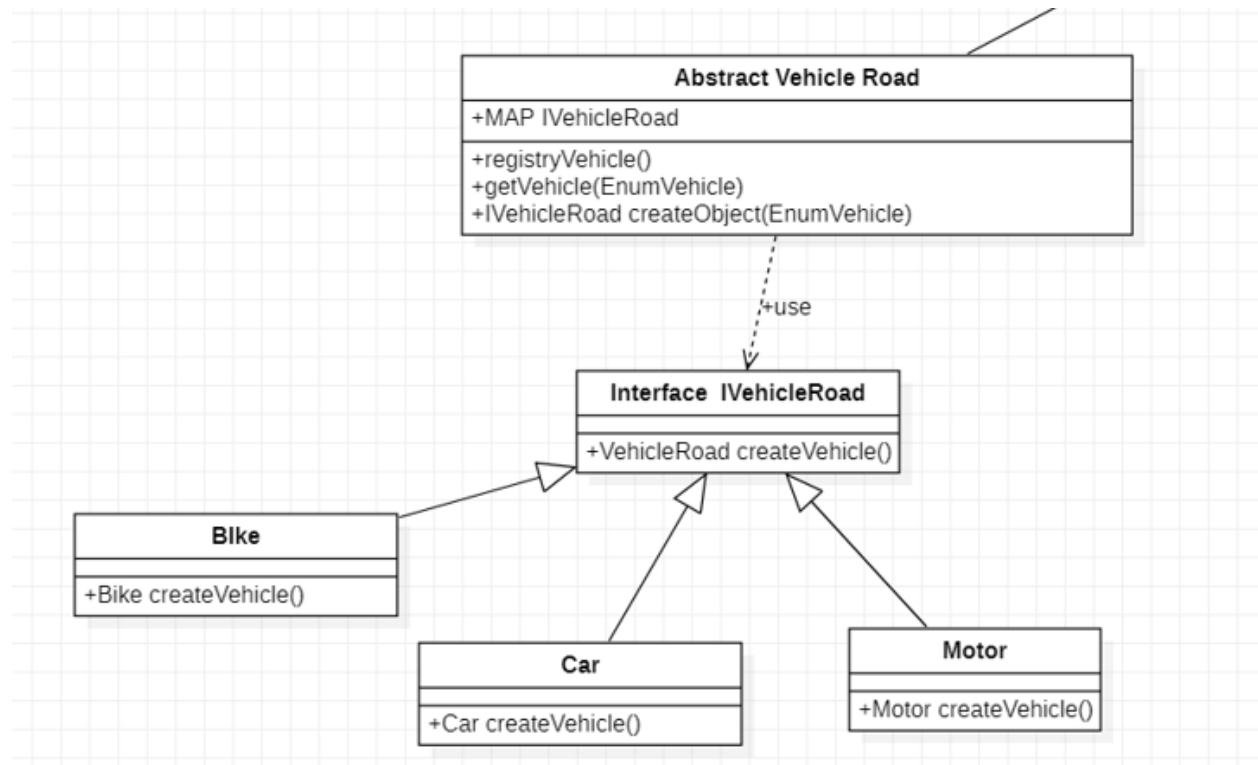 Abstract Vehicle Road
+MAP IVehicleRoad
+registryVehicle()
+getVehicle(EnumVehicle)
+IVehicleRoad createObject(EnumVehicle)
+use
Interface  IVehicleRoad
+VehicleRoad createVehicle()
BIke
+Bike createVehicle()
Car
+Car createVehicle()
Motor
+Motor createVehicle()